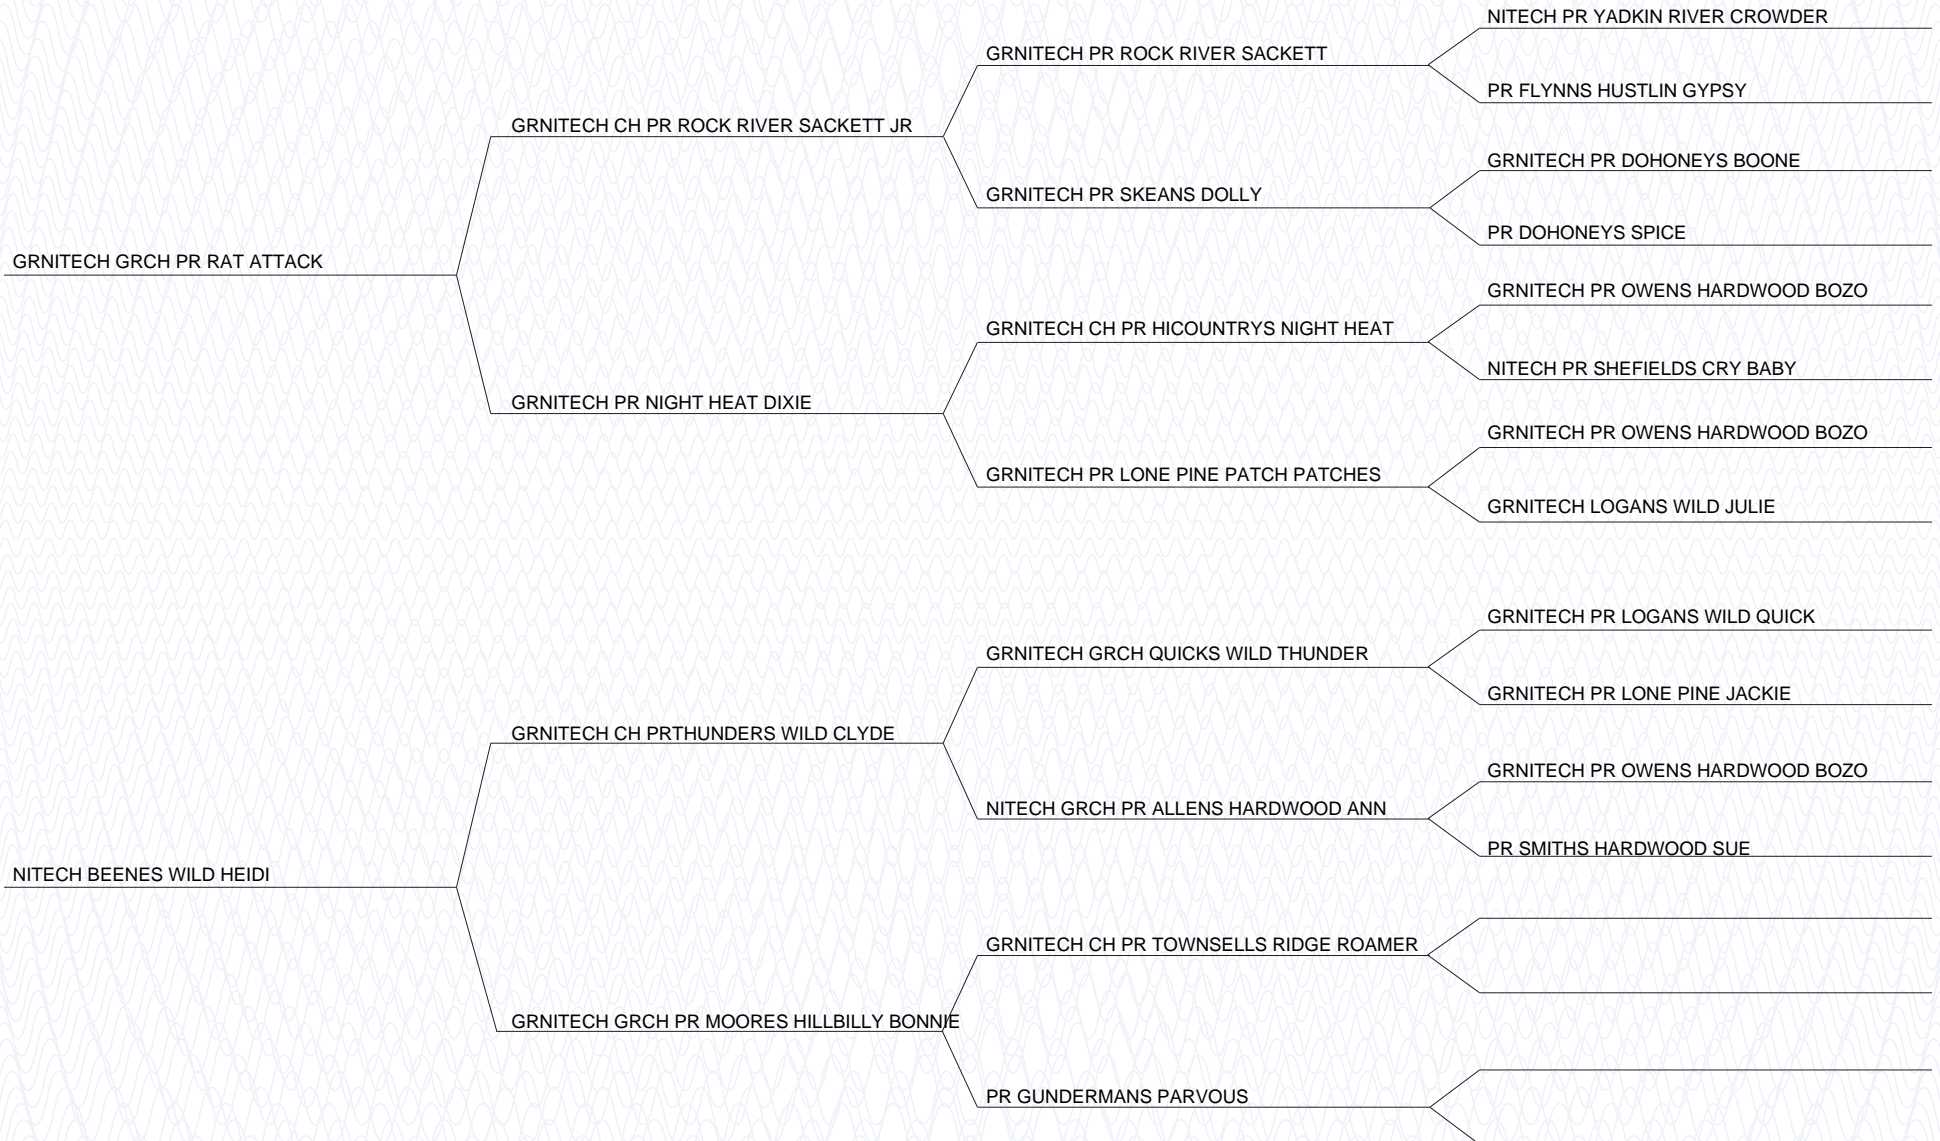 NITECH PR YADKIN RIVER CROWDER
GRNITECH PR ROCK RIVER SACKETT
PR FLYNNS HUSTLIN GYPSY
GRNITECH CH PR ROCK RIVER SACKETT JR
GRNITECH PR DOHONEYS BOONE
GRNITECH PR SKEANS DOLLY
PR DOHONEYS SPICE
GRNITECH GRCH PR RAT ATTACK
GRNITECH PR OWENS HARDWOOD BOZO
GRNITECH CH PR HICOUNTRYS NIGHT HEAT
NITECH PR SHEFIELDS CRY BABY
GRNITECH PR NIGHT HEAT DIXIE
GRNITECH PR OWENS HARDWOOD BOZO
GRNITECH PR LONE PINE PATCH PATCHES
GRNITECH LOGANS WILD JULIE
GRNITECH PR LOGANS WILD QUICK
GRNITECH GRCH QUICKS WILD THUNDER
GRNITECH PR LONE PINE JACKIE
GRNITECH CH PRTHUNDERS WILD CLYDE
GRNITECH PR OWENS HARDWOOD BOZO
NITECH GRCH PR ALLENS HARDWOOD ANN
PR SMITHS HARDWOOD SUE
NITECH BEENES WILD HEIDI
GRNITECH CH PR TOWNSELLS RIDGE ROAMER
GRNITECH GRCH PR MOORES HILLBILLY BONNIE
PR GUNDERMANS PARVOUS